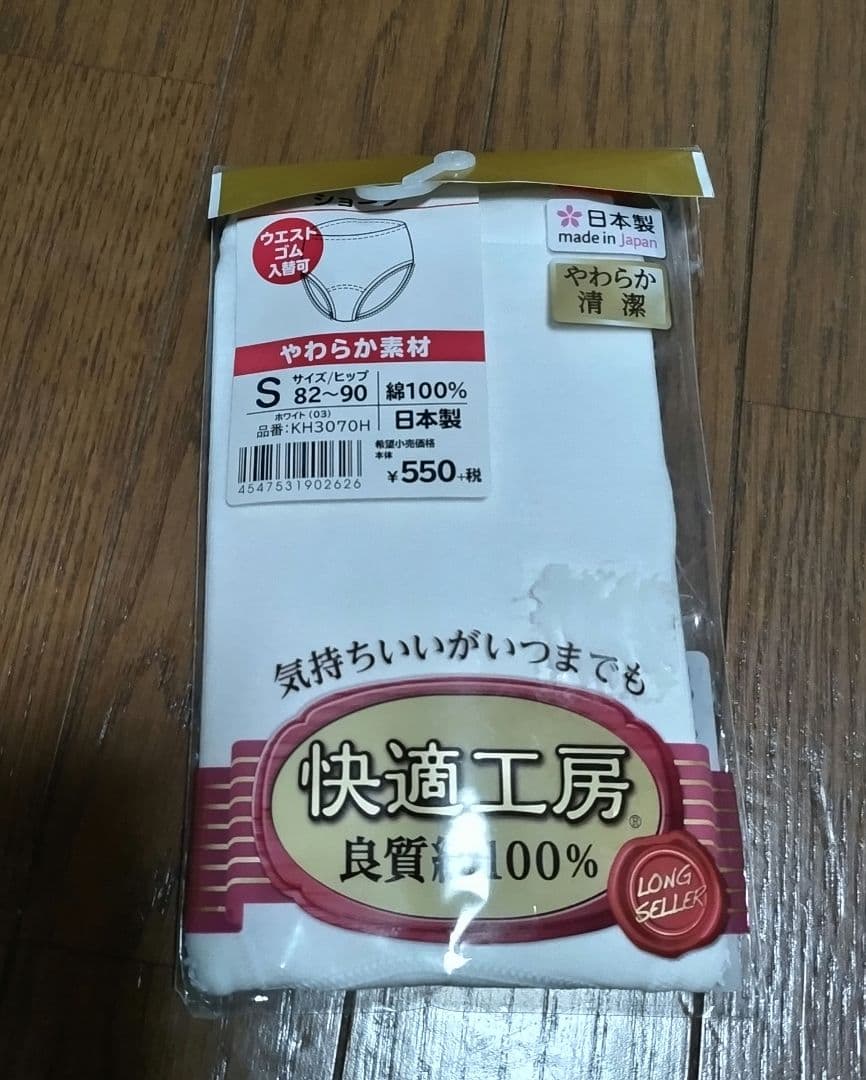 ショーツ
ウエスト
ゴム
入替可
日本製
made in Japan
やわらか
清潔
やわらか素材
S サイズ/ヒップ 82〜90
綿100%
ホワイト(03)
品番:KH3070H
日本製
希望小売価格
本体
¥550+税
4547531902626
気持ちいいがいつまでも
快適工房®
良質綿100%
LONG
SELLER